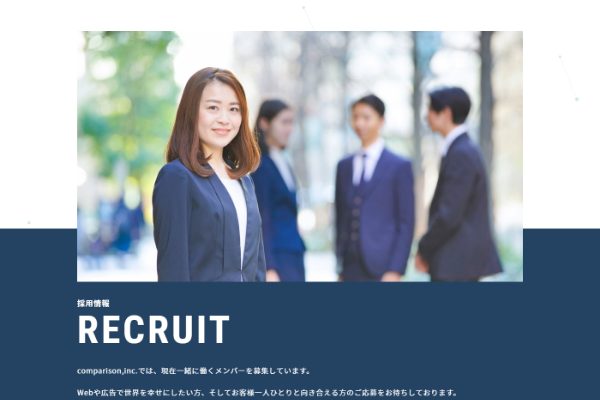 採用情報
RECRUIT
comparison,inc.では、現在一緒に働くメンバーを募集しています。
Webや広告で世界を幸せにしたい方、そしてお客様一人ひとりと向き合える方のご応募をお待ちしております。